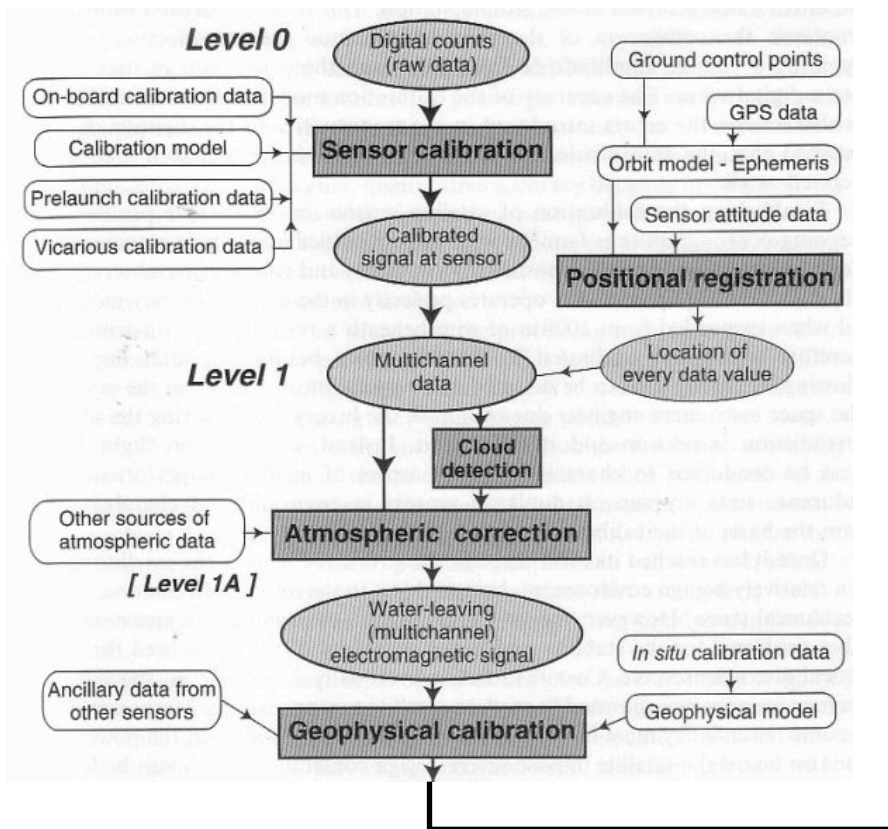 Level 0
Digital counts
(raw data)
Ground control points
On-board calibration data
GPS data
Calibration model
Sensor calibration
Orbit model - Ephemeris
Prelaunch calibration data
Sensor attitude data
Vicarious calibration data
Calibrated
signal at sensor
Positional registration
Level 1
Multichannel
data
Location of
every data value
Cloud
detection
Other sources of
atmospheric data
Atmospheric correction
[ Level 1A ]
Water-leaving
(multichannel)
electromagnetic signal
In situ calibration data
Ancillary data from
other sensors
Geophysical model
Geophysical calibration